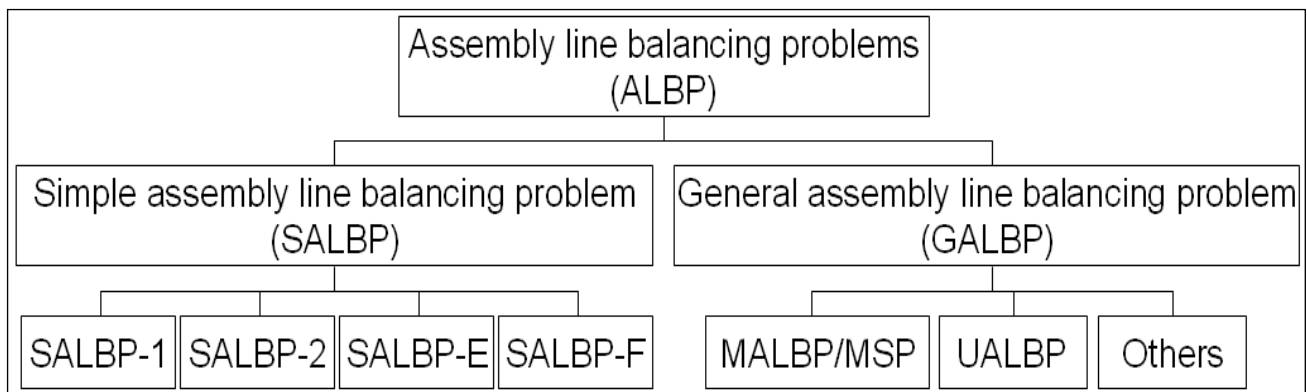 Assembly line balancing problems
(ALBP)
Simple assembly line balancing problem
(SALBP)
General assembly line balancing problem
(GALBP)
SALBP-1
SALBP-2
SALBP-E
SALBP-F
MALBP/MSP
UALBP
Others